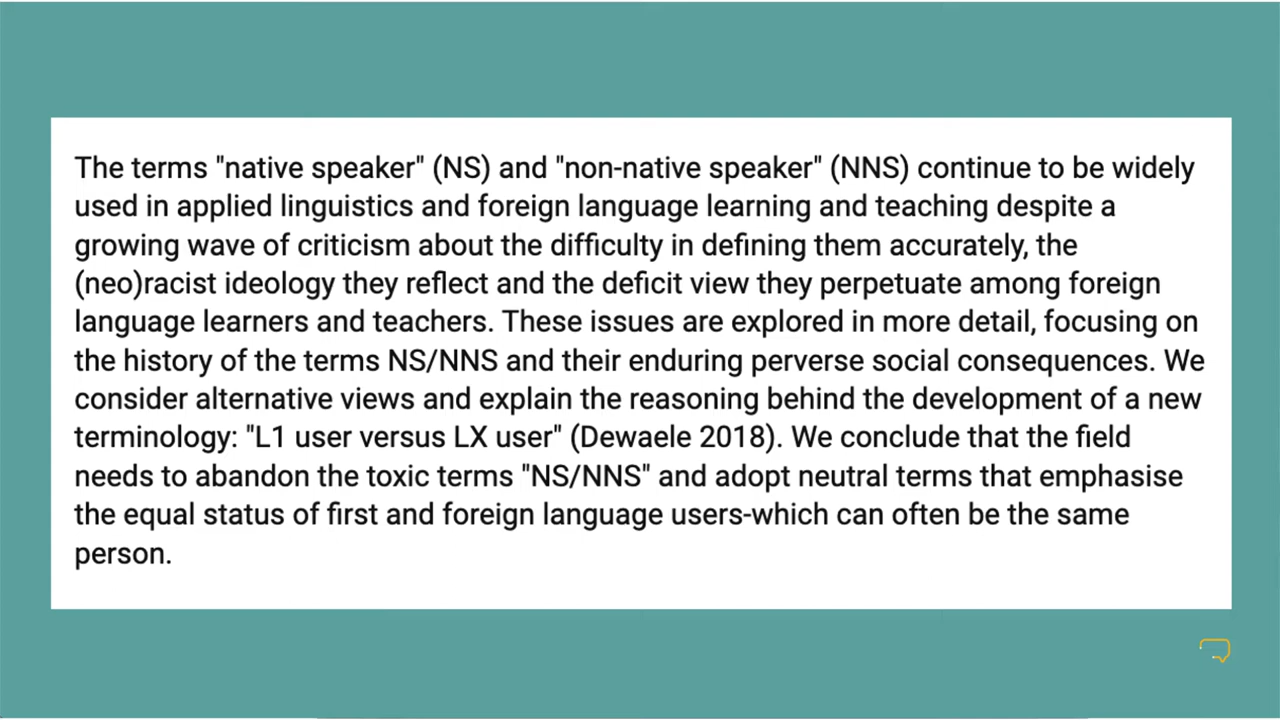 The terms "native speaker" (NS) and "non-native speaker" (NNS) continue to be widely
used in applied linguistics and foreign language learning and teaching despite a
growing wave of criticism about the difficulty in defining them accurately, the
(neo)racist ideology they reflect and the deficit view they perpetuate among foreign
language learners and teachers. These issues are explored in more detail, focusing on
the history of the terms NS/NNS and their enduring perverse social consequences. We
consider alternative views and explain the reasoning behind the development of a new
terminology: "L1 user versus LX user" (Dewaele 2018). We conclude that the field
needs to abandon the toxic terms "NS/NNS" and adopt neutral terms that emphasise
the equal status of first and foreign language users-which can often be the same
person.